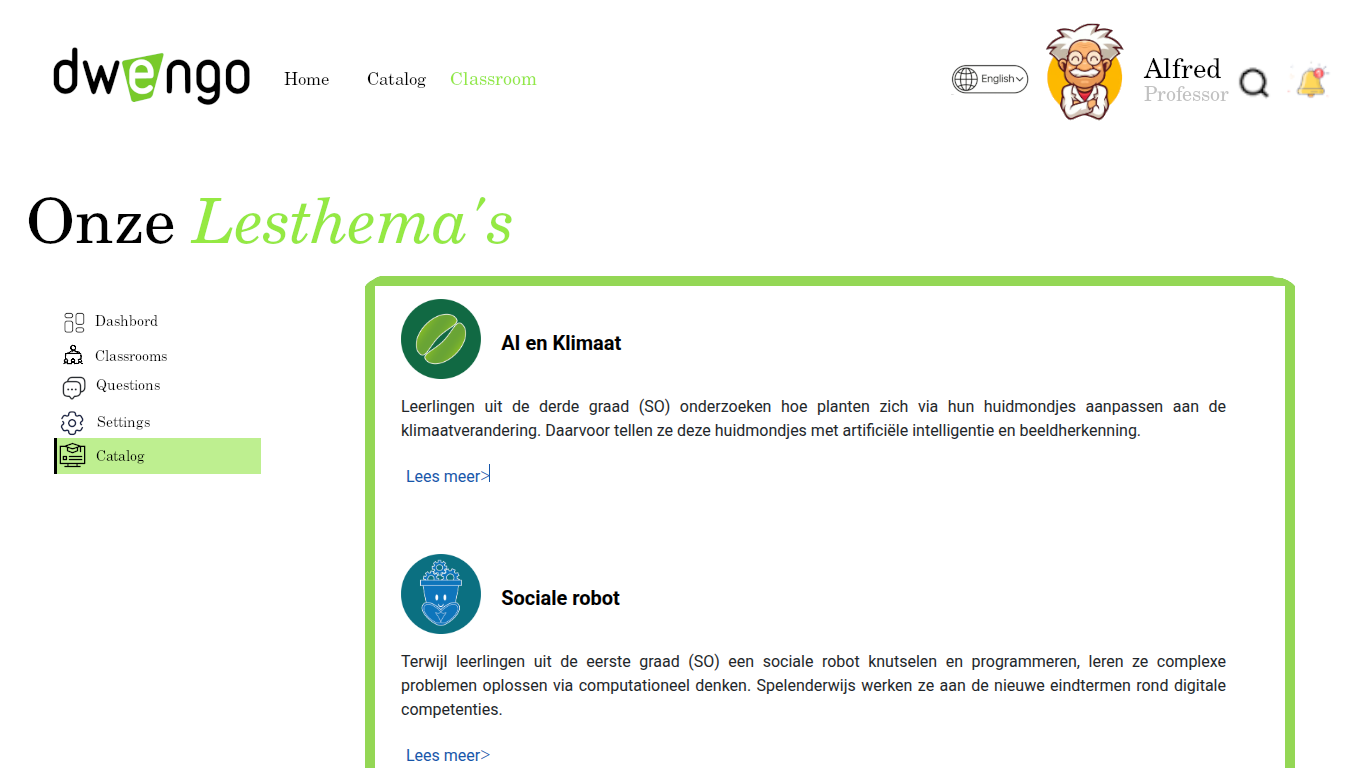 dwengo
Home Catalog Classroom
English
Alfred
Professor
Onze Lesthema's
Dashbord
Classrooms
Questions
Settings
Catalog
AI en Klimaat
Leerlingen uit de derde graad (SO) onderzoeken hoe planten zich via hun huidmondjes aanpassen aan de
klimaatverandering. Daarvoor tellen ze deze huidmondjes met artificiële intelligentie en beeldherkenning.
Lees meer>
Sociale robot
Terwijl leerlingen uit de eerste graad (SO) een sociale robot knutselen en programmeren, leren ze complexe
problemen oplossen via computationeel denken. Spelenderwijs werken ze aan de nieuwe eindtermen rond digitale
competenties.
Lees meer>